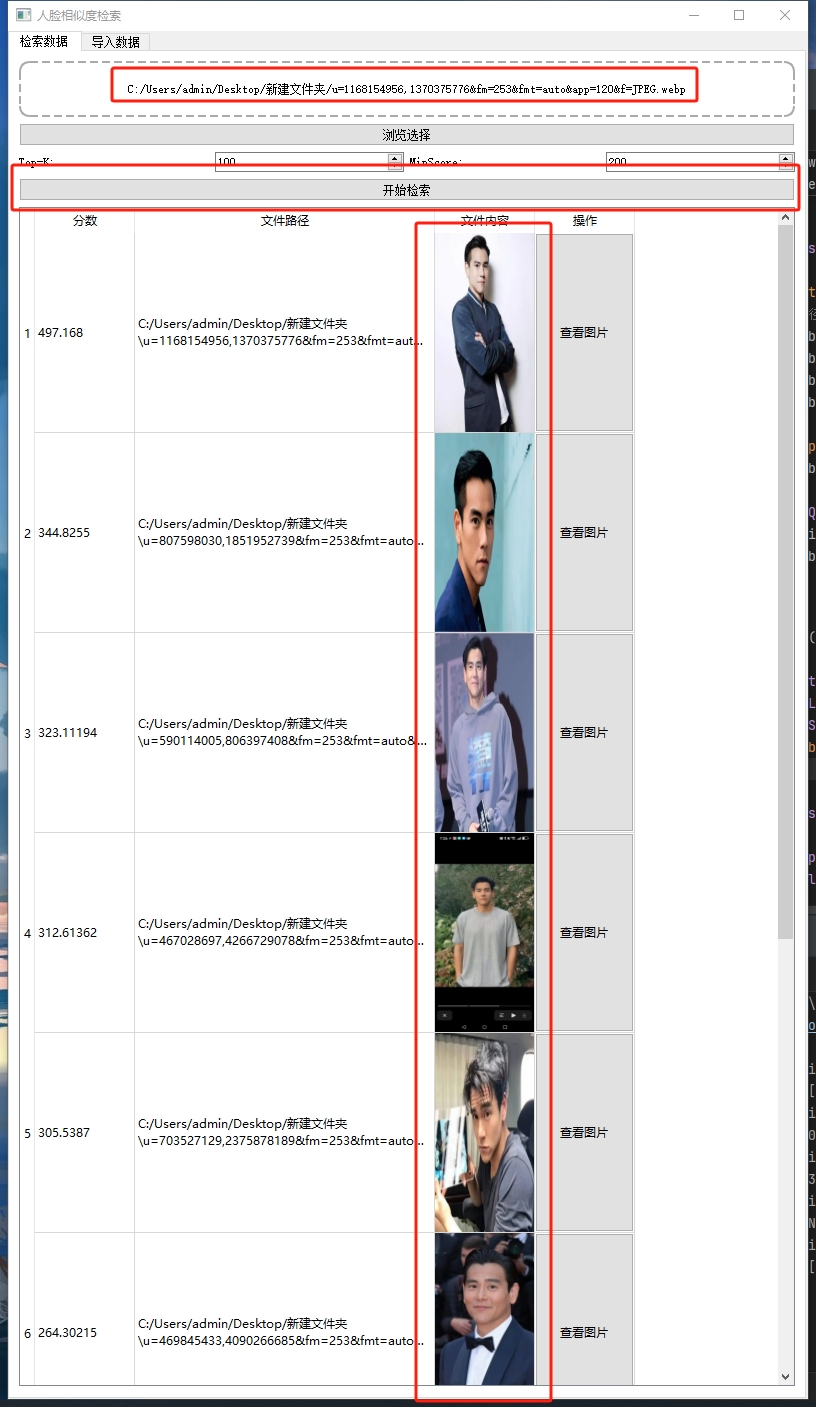 人脸相似度检索
检索数据 导入数据
C:/Users/admin/Desktop/新建文件夹/u=1168154956,1370375776&fm=253&fmt=auto&app=120&f=JPEG.webp
浏览选择
Top-K: 100 MinScore: 200
开始检索
分数 文件路径 文件内容 操作
1 497.168 C:/Users/admin/Desktop/新建文件夹
\u=1168154956,1370375776&fm=253&fmt=aut... 查看图片
2 344.8255 C:/Users/admin/Desktop/新建文件夹
\u=807598030,1851952739&fm=253&fmt=auto... 查看图片
3 323.11194 C:/Users/admin/Desktop/新建文件夹
\u=590114005,806397408&fm=253&fmt=auto&... 查看图片
4 312.61362 C:/Users/admin/Desktop/新建文件夹
\u=467028697,4266729078&fm=253&fmt=auto... 查看图片
5 305.5387 C:/Users/admin/Desktop/新建文件夹
\u=703527129,2375878189&fm=253&fmt=auto... 查看图片
6 264.30215 C:/Users/admin/Desktop/新建文件夹
\u=469845433,4090266685&fm=253&fmt=auto... 查看图片